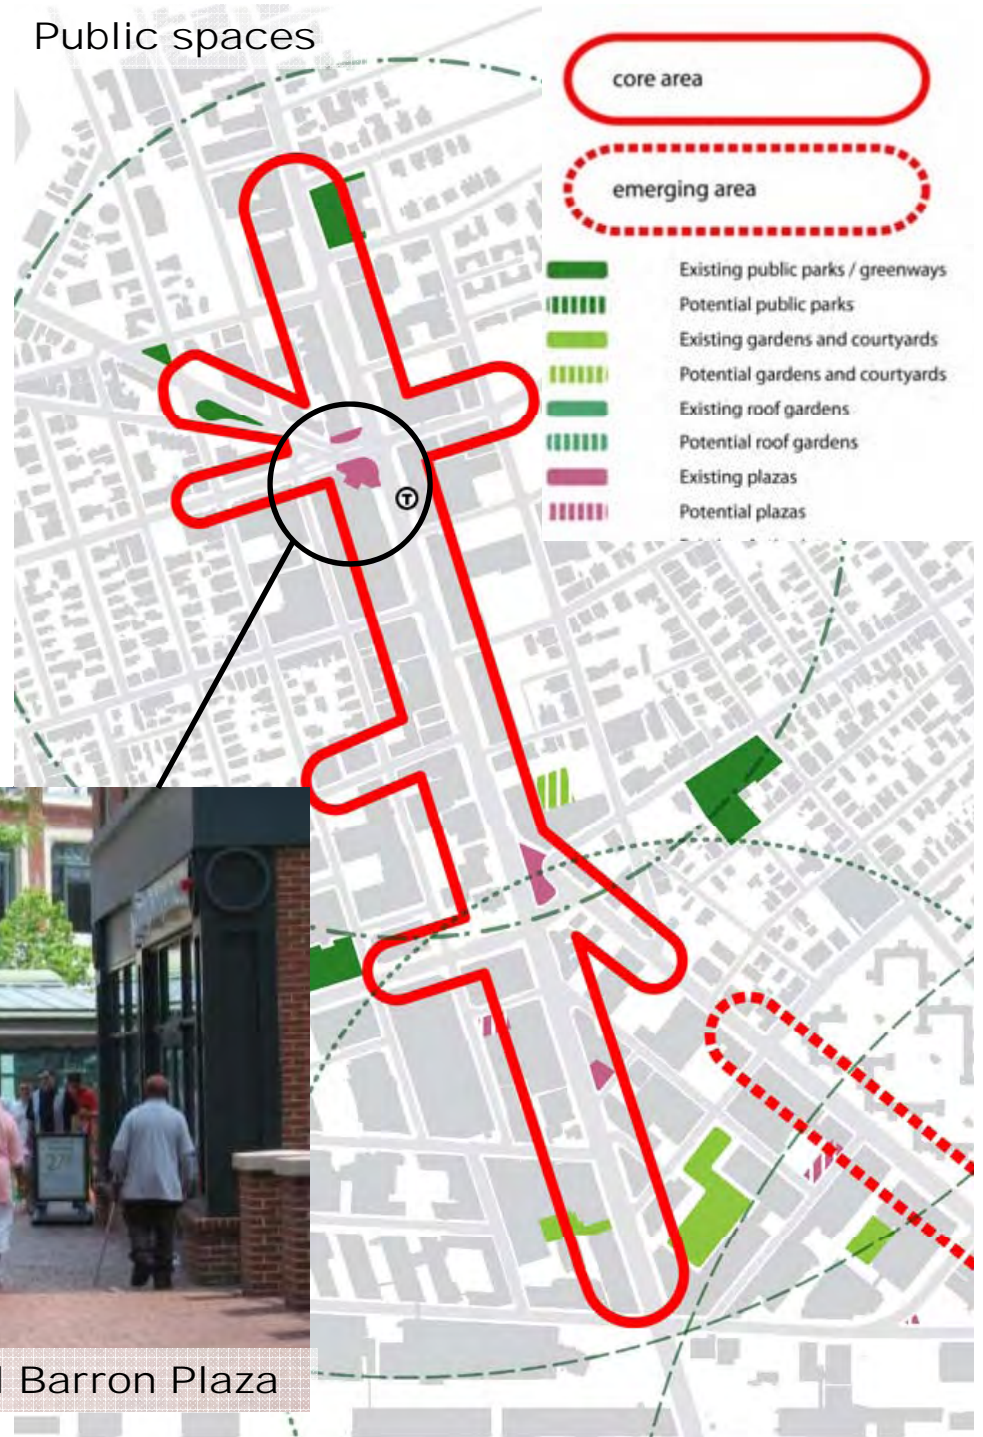 Public spaces
core area
emerging area
Existing public parks / greenways
Potential public parks
Existing gardens and courtyards
Potential gardens and courtyards
Existing roof gardens
Potential roof gardens
Existing plazas
Potential plazas
T
Barron Plaza